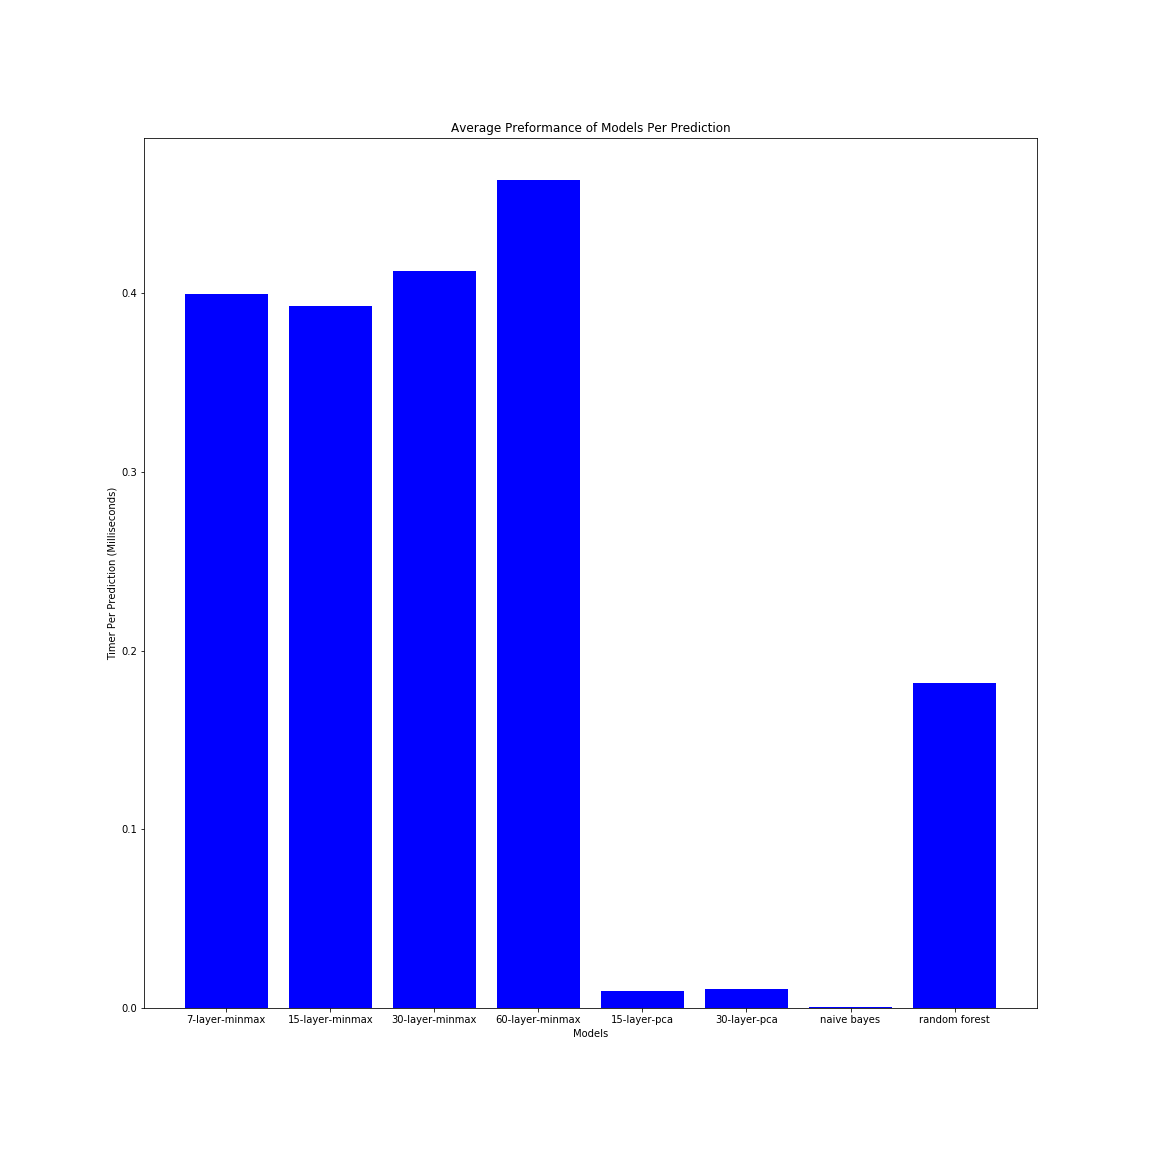 Average Preformance of Models Per Prediction
Timer Per Prediction (Milliseconds)
0.4
0.3
0.2
0.1
0.0
7-layer-minmax 15-layer-minmax 30-layer-minmax 60-layer-minmax 15-layer-pca 30-layer-pca naive bayes random forest
Models